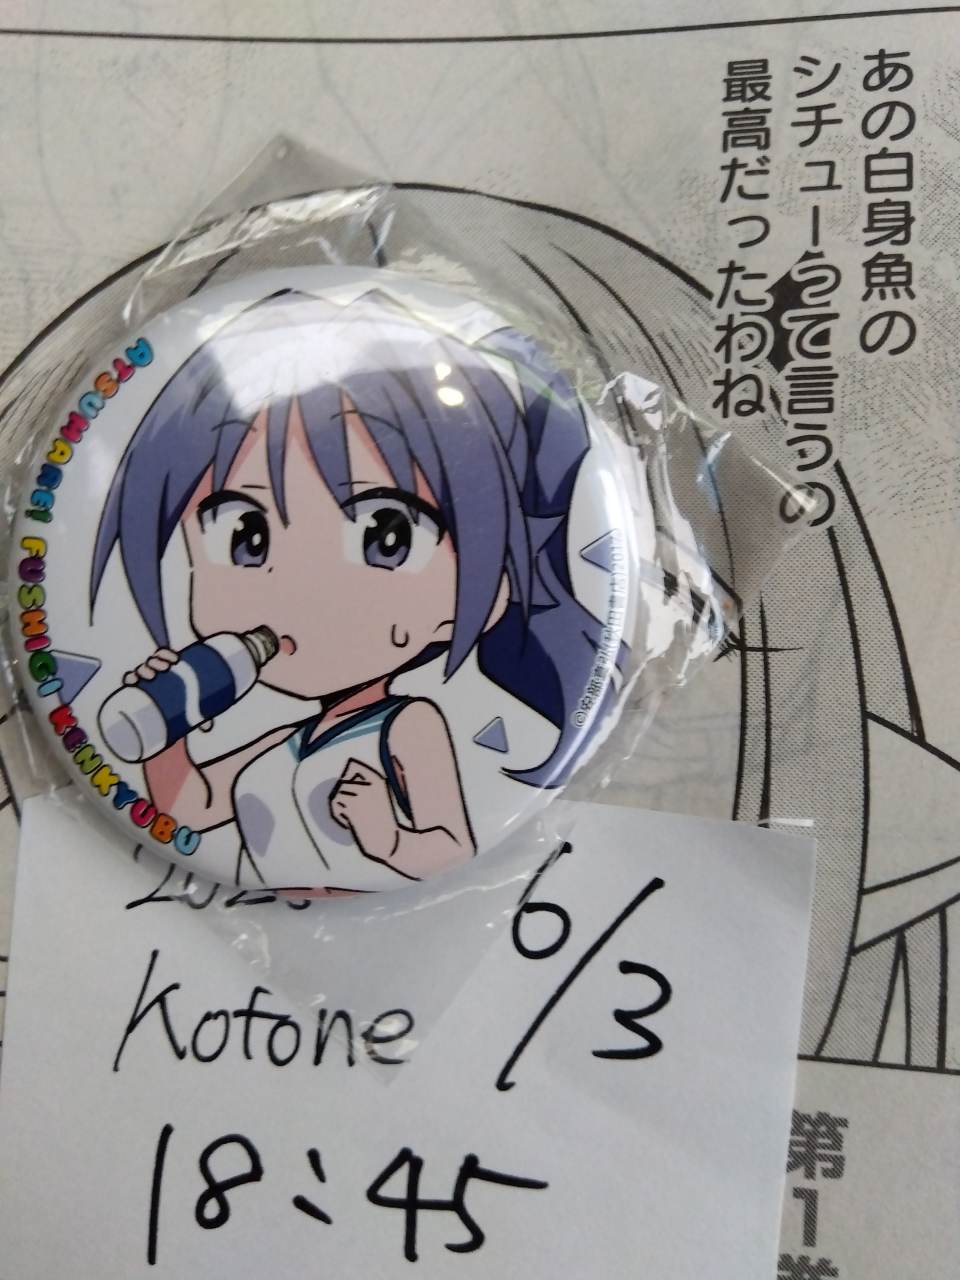 あの白身魚の
シチューって言うの
最高だったわね
ATSUMARE! FUSHIGI KENKYUBU
6/3
Kotone
18:45
第1巻